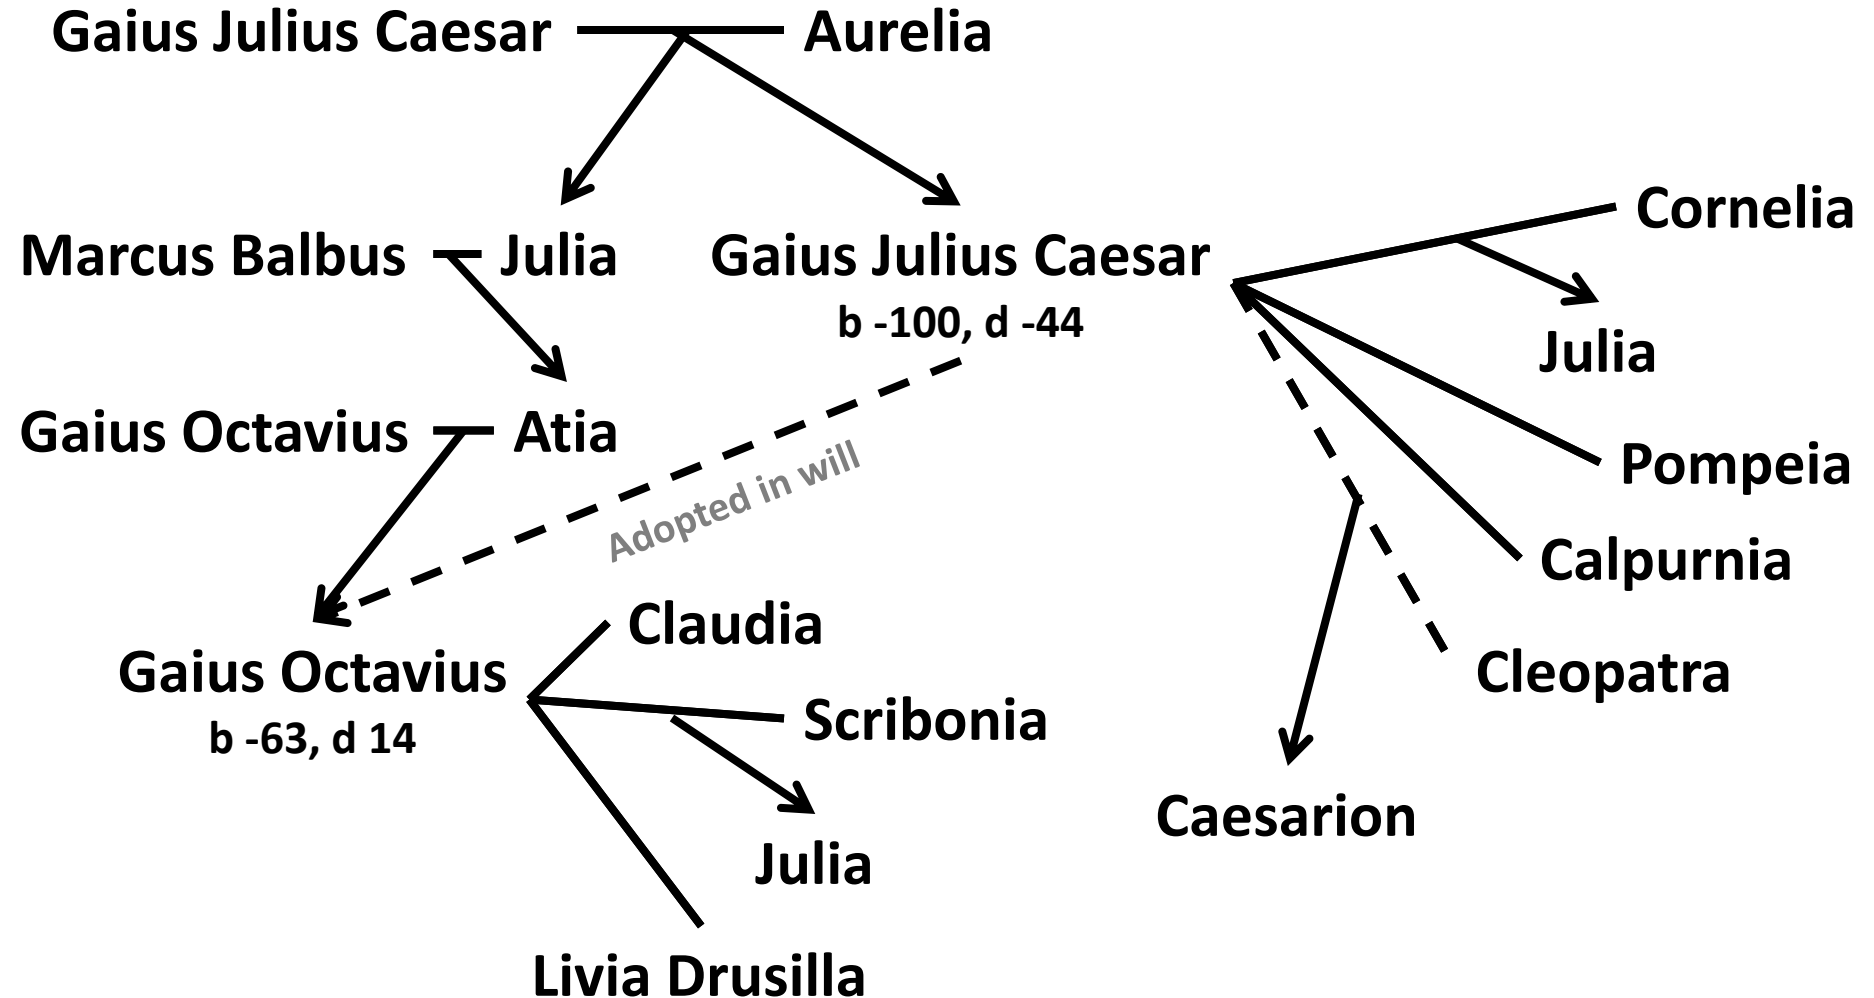 Gaius Julius Caesar
Aurelia
Marcus Balbus
Julia
Gaius Julius Caesar
b -100, d -44
Cornelia
Julia
Gaius Octavius
Atia
Adopted in will
Pompeia
Calpurnia
Cleopatra
Caesarion
Gaius Octavius
b -63, d 14
Claudia
Scribonia
Julia
Livia Drusilla